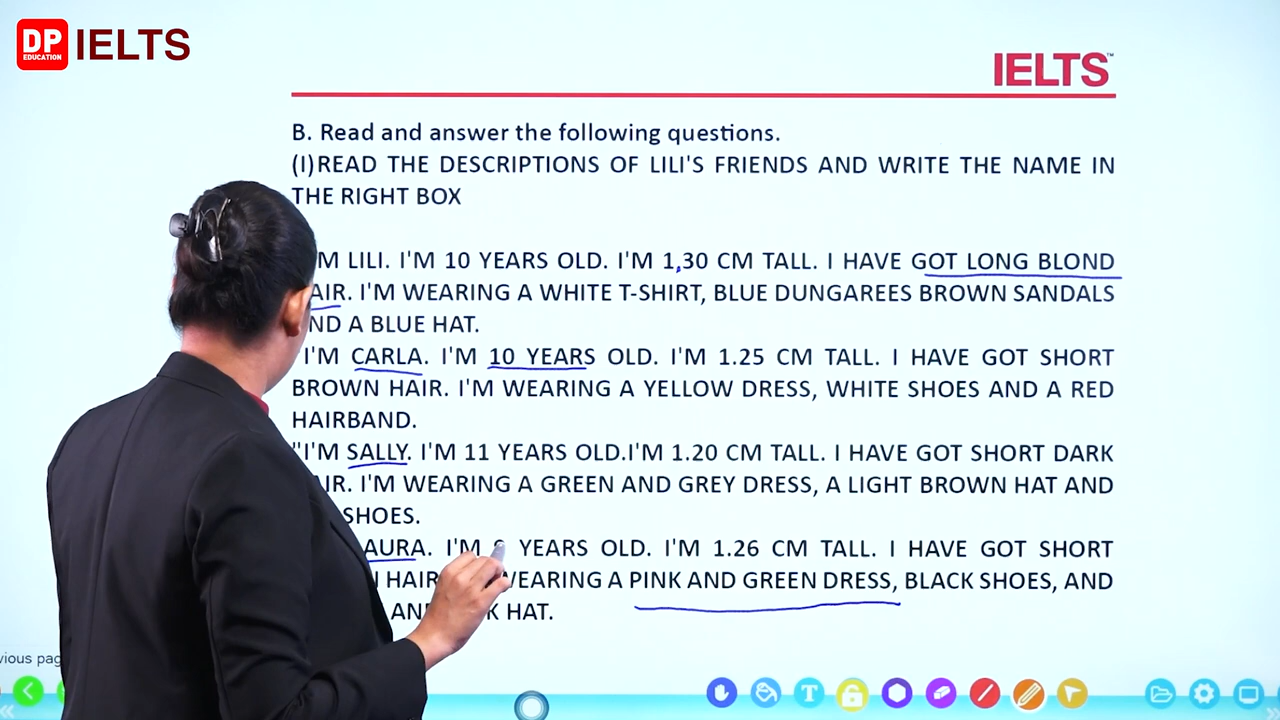 DP
EDUCATION
IELTS
IELTS™
B. Read and answer the following questions.
(I)READ THE DESCRIPTIONS OF LILI'S FRIENDS AND WRITE THE NAME IN
THE RIGHT BOX
M LILI. I'M 10 YEARS OLD. I'M 1,30 CM TALL. I HAVE GOT LONG BLOND
AIR. I'M WEARING A WHITE T-SHIRT, BLUE DUNGAREES BROWN SANDALS
ND A BLUE HAT.
"I'M CARLA. I'M 10 YEARS OLD. I'M 1.25 CM TALL. I HAVE GOT SHORT
BROWN HAIR. I'M WEARING A YELLOW DRESS, WHITE SHOES AND A RED
HAIRBAND.
"I'M SALLY. I'M 11 YEARS OLD.I'M 1.20 CM TALL. I HAVE GOT SHORT DARK
AIR. I'M WEARING A GREEN AND GREY DRESS, A LIGHT BROWN HAT AND
SHOES.
AURA. I'M YEARS OLD. I'M 1.26 CM TALL. I HAVE GOT SHORT
HAIR WEARING A PINK AND GREEN DRESS, BLACK SHOES, AND
AN K HAT.
vious pag